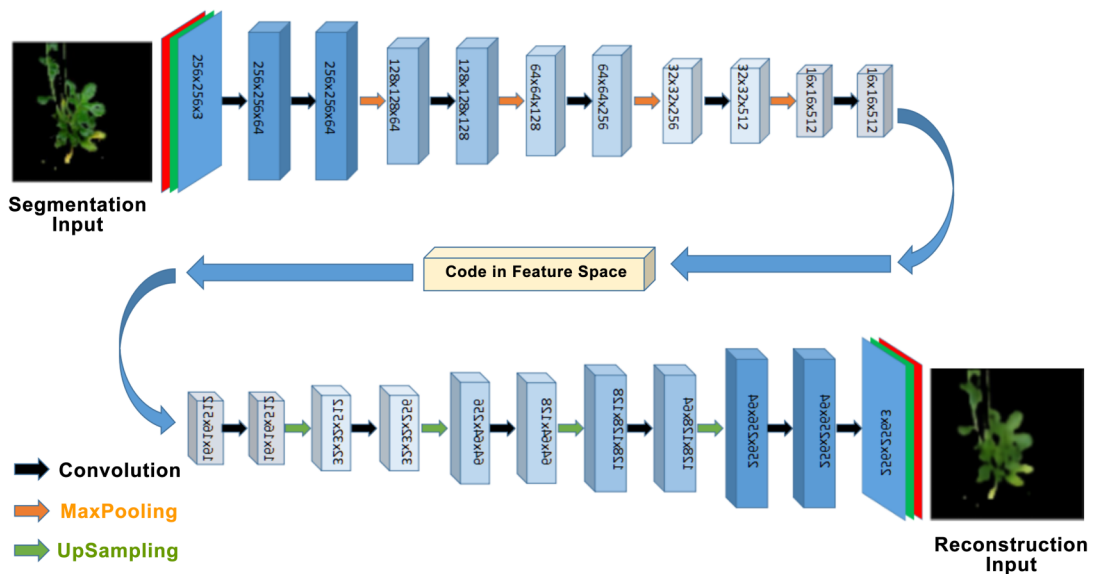 256x256x3
256x256x64
256x256x64
128x128x64
128x128x128
64x64x128
64x64x256
32x32x256
32x32x512
16x16x512
16x16x512
Segmentation
Input
Code in Feature Space
16x16x512
16x16x512
32x32x512
32x32x256
64x64x256
64x64x128
128x128x128
128x128x64
256x256x64
256x256x64
256x256x3
Convolution
MaxPooling
UpSampling
Reconstruction
Input